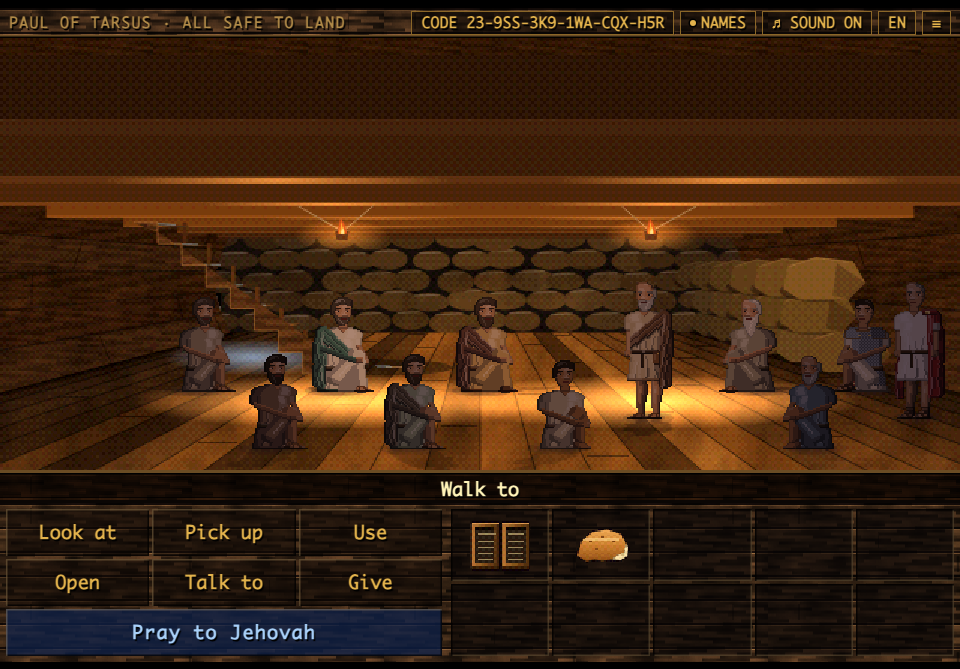 PAUL OF TARSUS · ALL SAFE TO LAND
CODE 23-9SS-3K9-1WA-CQX-H5R
• NAMES
♬ SOUND ON
EN
≡
Walk to
Look at
Pick up
Use
Open
Talk to
Give
Pray to Jehovah